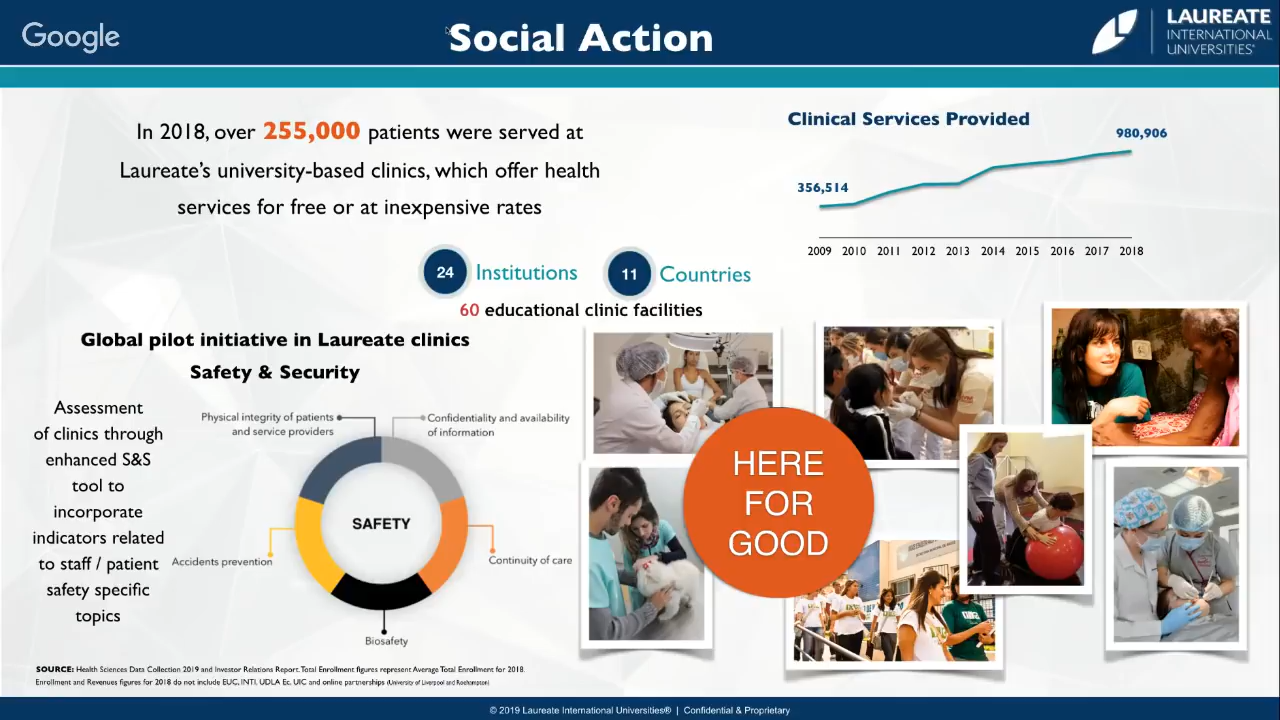 Google
Social Action
LAUREATE
INTERNATIONAL
UNIVERSITIES®
In 2018, over 255,000 patients were served at
Laureate's university-based clinics, which offer health
services for free or at inexpensive rates
Clinical Services Provided
980,906
356,514
2009 2010 2011 2012 2013 2014 2015 2016 2017 2018
24 Institutions 11 Countries
60 educational clinic facilities
Global pilot initiative in Laureate clinics
Safety & Security
Assessment
of clinics through
enhanced S&S
tool to
incorporate
indicators related
to staff / patient
safety specific
topics
Physical integrity of patients
and service providers
Confidentiality and availability
of information
SAFETY
Accidents prevention
Continuity of care
Biosafety
HERE
FOR
GOOD
SOURCE: Health Sciences Data Collection 2019 and Investor Relations Report. Total Enrollment figures represent Average Total Enrollment for 2018.
Enrollment and Revenues figures for 2018 do not include EUC, INTI, UDLA Ec, UIC and online partnerships (University of Liverpool and Roehampton)
© 2019 Laureate International Universities® | Confidential & Proprietary